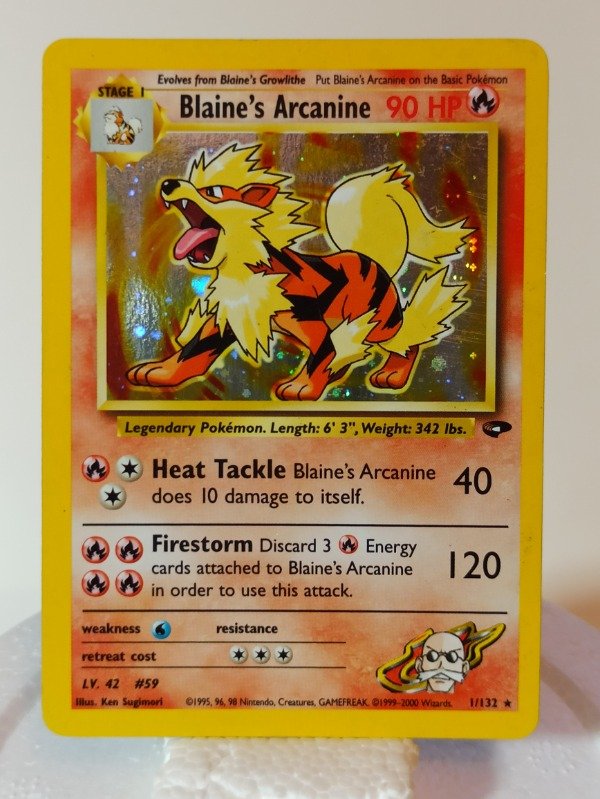 Evolves from Blaine's Growlithe Put Blaine's Arcanine on the Basic Pokémon
STAGE 1
Blaine's Arcanine 90 HP
Legendary Pokémon. Length: 6' 3", Weight: 342 lbs.
Heat Tackle Blaine's Arcanine 40
does 10 damage to itself.
Firestorm Discard 3 Energy
cards attached to Blaine's Arcanine 120
in order to use this attack.
weakness resistance
retreat cost
LV. 42 #59
Illus. Ken Sugimori ©1995, 96, 98 Nintendo, Creatures, GAMEFREAK. ©1999-2000 Wizards. 1/132 ★